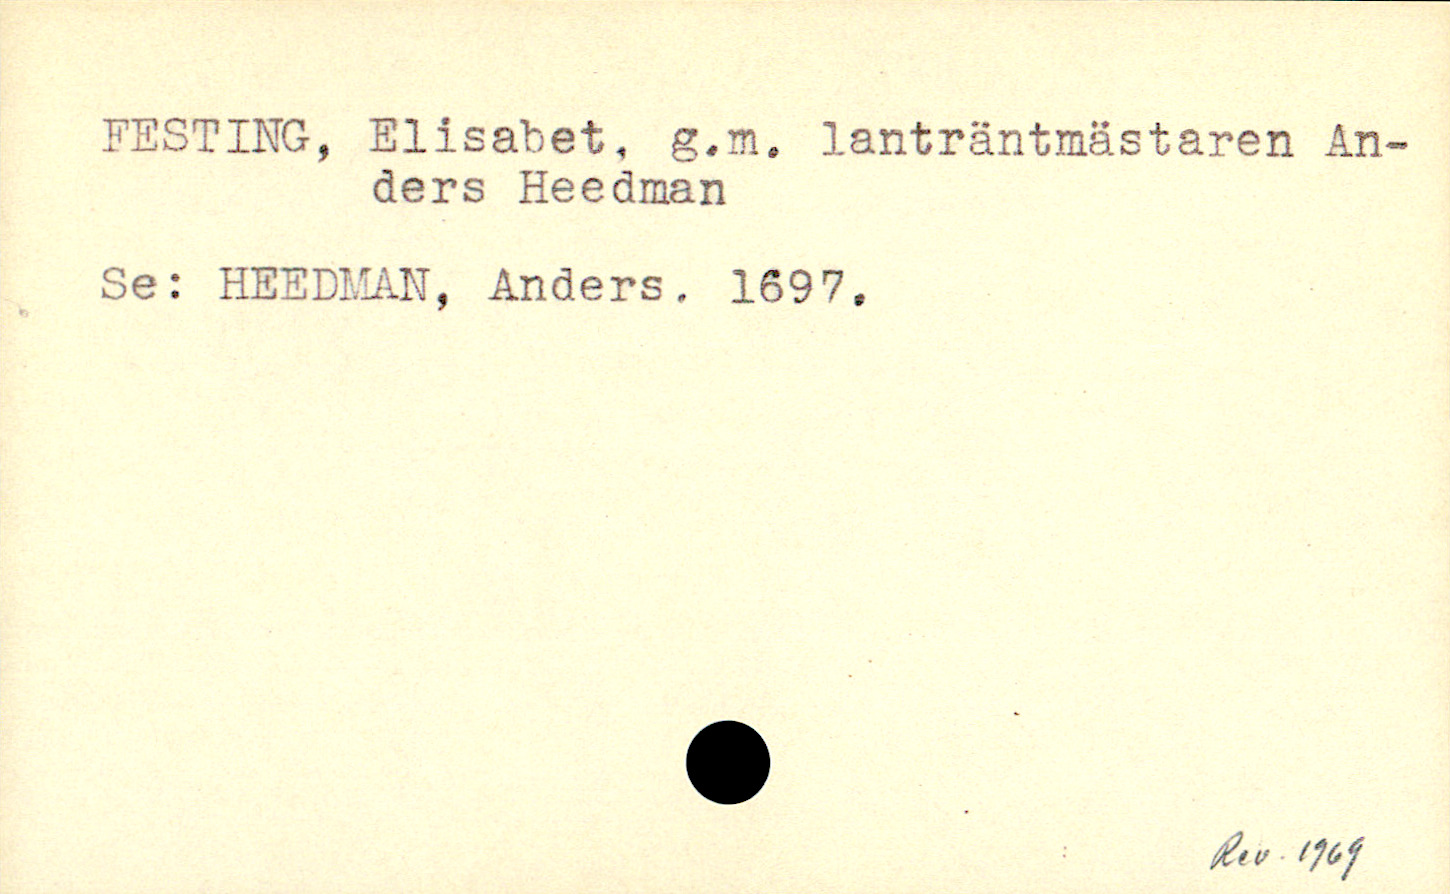 FESTING, Elisabet, g.m. lanträntmästaren An-
ders Heedman
Se: HEEDMAN, Anders. 1697.
Rev. 1969